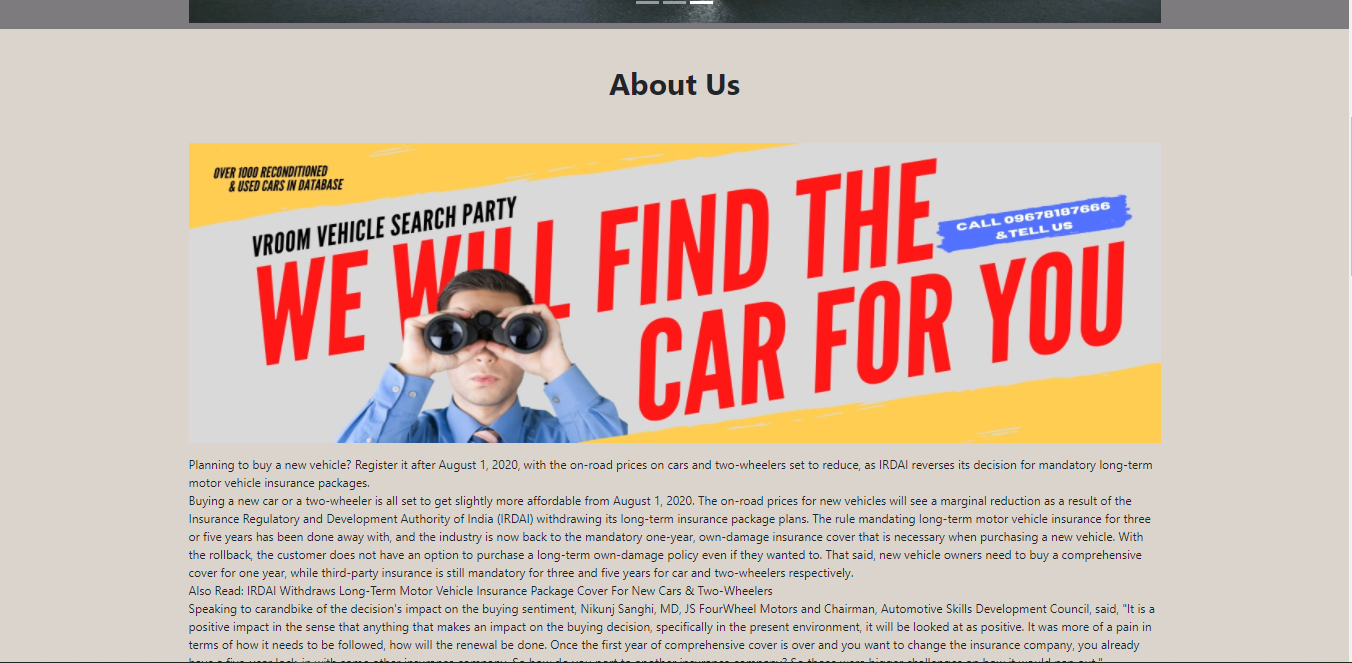 About Us
OVER 1000 RECONDITIONED
& USED CARS IN DATABASE
VROOM VEHICLE SEARCH PARTY
WE WILL FIND THE
CAR FOR YOU
CALL 09678187666
& TELL US
Planning to buy a new vehicle? Register it after August 1, 2020, with the on-road prices on cars and two-wheelers set to reduce, as IRDAI reverses its decision for mandatory long-term
motor vehicle insurance packages.
Buying a new car or a two-wheeler is all set to get slightly more affordable from August 1, 2020. The on-road prices for new vehicles will see a marginal reduction as a result of the
Insurance Regulatory and Development Authority of India (IRDAI) withdrawing its long-term insurance package plans. The rule mandating long-term motor vehicle insurance for three
or five years has been done away with, and the industry is now back to the mandatory one-year, own-damage insurance cover that is necessary when purchasing a new vehicle. With
the rollback, the customer does not have an option to purchase a long-term own-damage policy even if they wanted to. That said, new vehicle owners need to buy a comprehensive
cover for one year, while third-party insurance is still mandatory for three and five years for car and two-wheelers respectively.
Also Read: IRDAI Withdraws Long-Term Motor Vehicle Insurance Package Cover For New Cars & Two-Wheelers
Speaking to carandbike of the decision's impact on the buying sentiment, Nikunj Sanghi, MD, JS FourWheel Motors and Chairman, Automotive Skills Development Council, said, "It is a
positive impact in the sense that anything that makes an impact on the buying decision, specifically in the present environment, it will be looked at as positive. It was more of a pain in
terms of how it needs to be followed, how will the renewal be done. Once the first year of comprehensive cover is over and you want to change the insurance company, you already